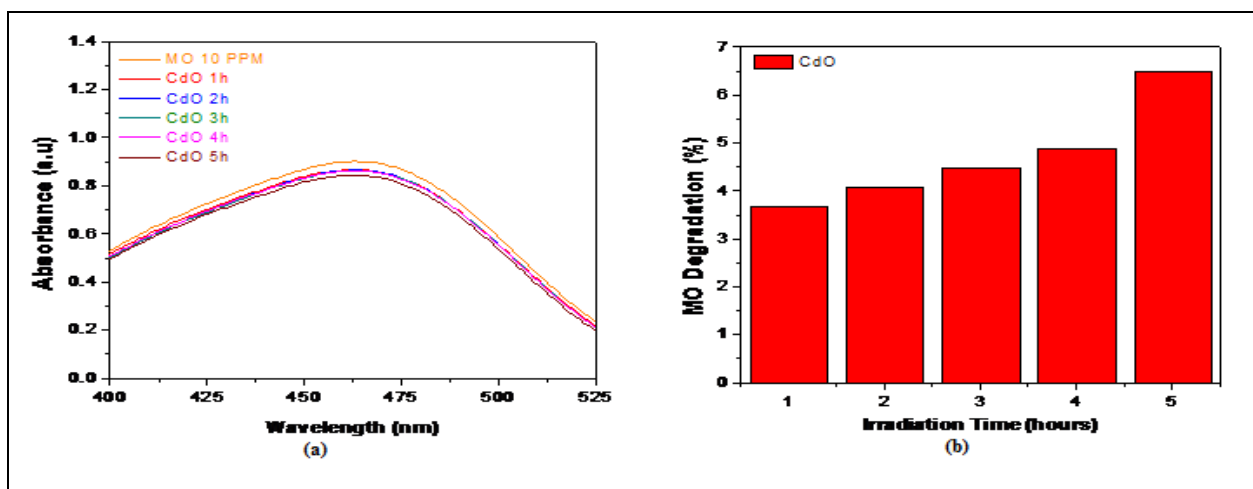 1.4
1.2
1.0
0.8
0.6
0.4
0.2
0.0
Absorbance (a.u)
MO 10 PPM
CdO 1h
CdO 2h
CdO 3h
CdO 4h
CdO 5h
400 425 450 475 500 525
Wavelength (nm)
(a)
7
6
5
4
3
2
1
0
MO Degradation (%)
CdO
1 2 3 4 5
Irradiation Time (hours)
(b)